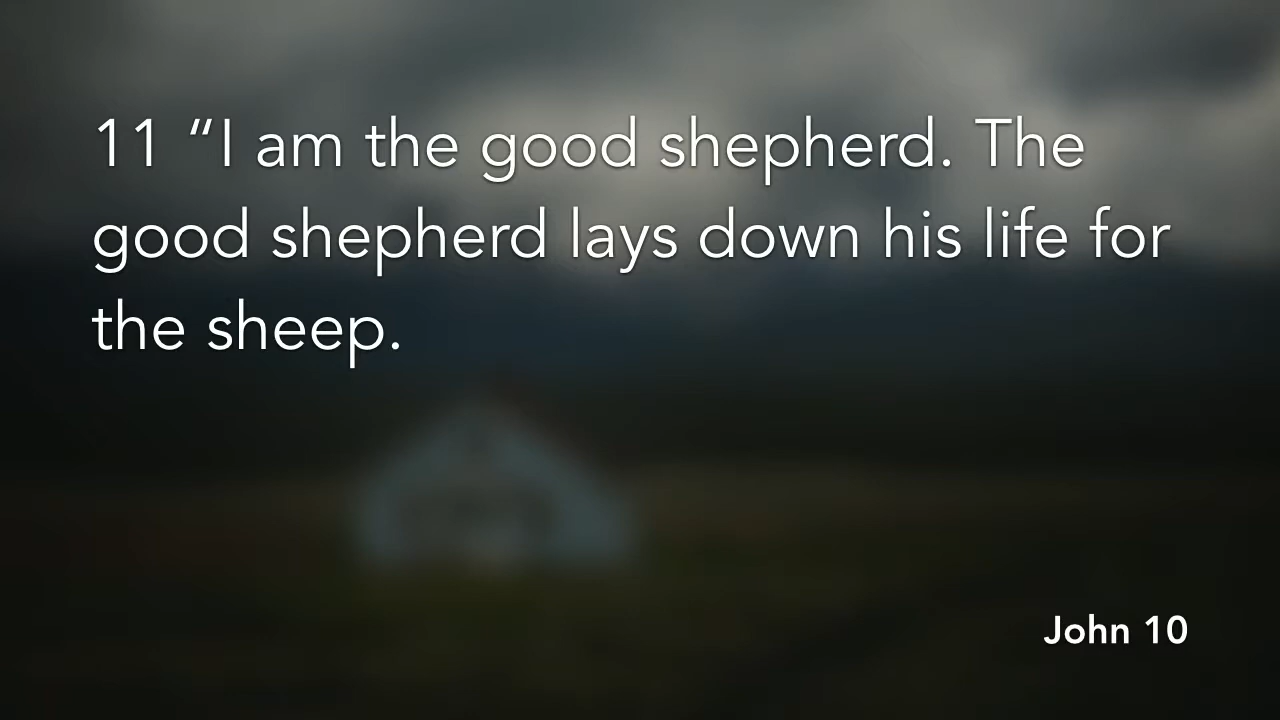 11 “I am the good shepherd. The
good shepherd lays down his life for
the sheep.
John 10